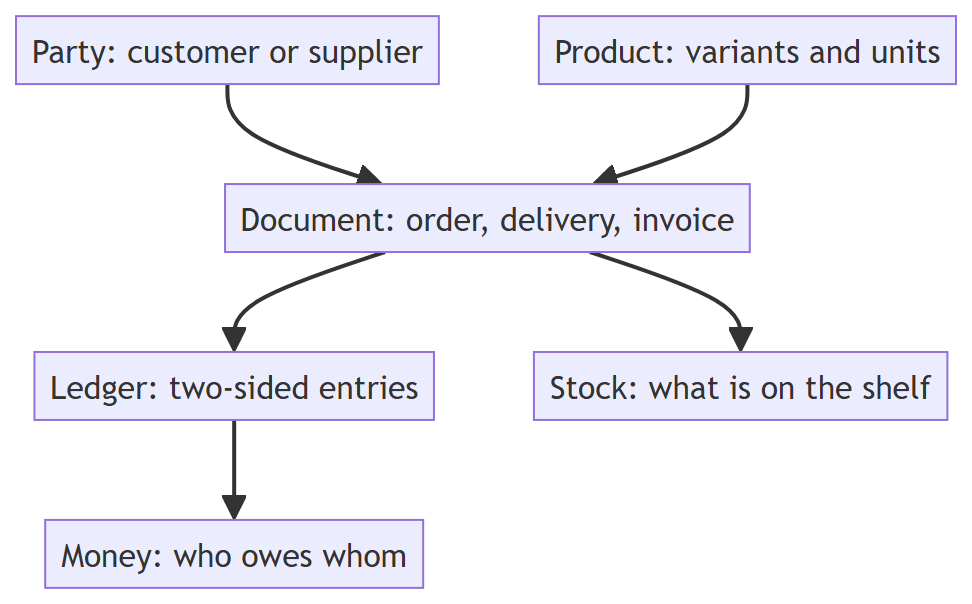 Party: customer or supplier
Product: variants and units
Document: order, delivery, invoice
Ledger: two-sided entries
Stock: what is on the shelf
Money: who owes whom